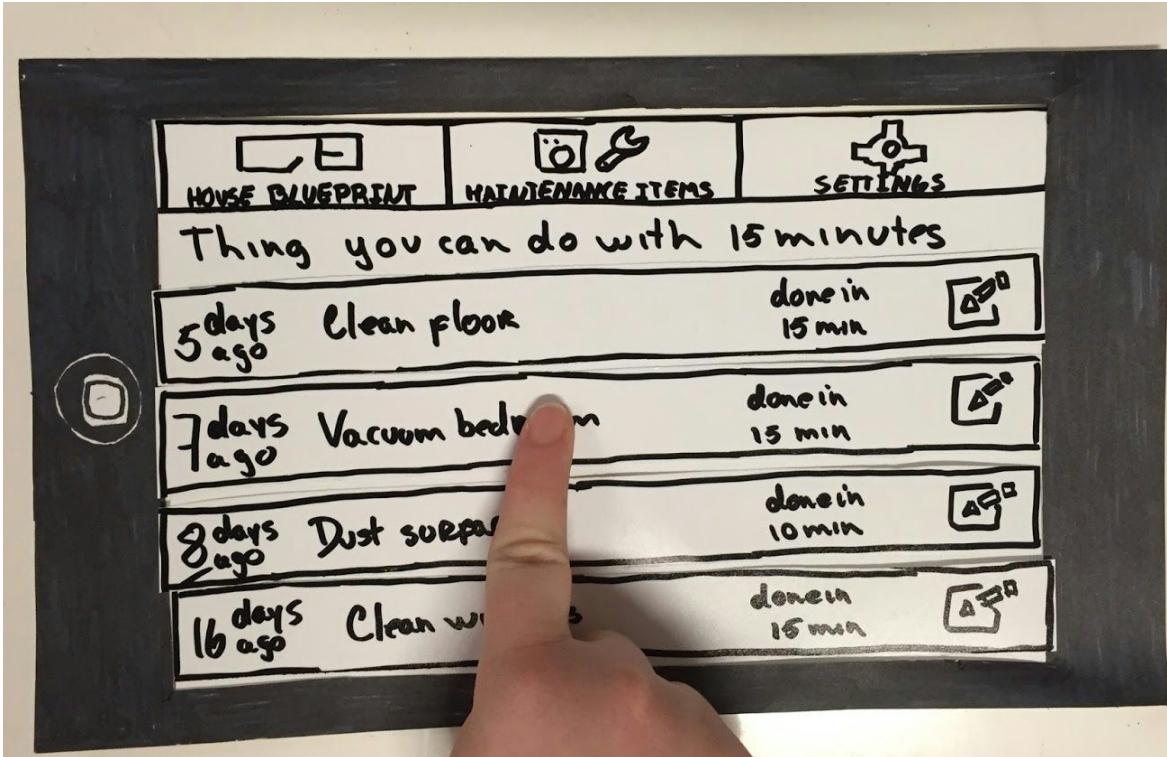 HOUSE BLUEPRINT
MAINTENANCE ITEMS
SETTINGS
Thing you can do with 15 minutes
5 days ago
Clean floor
done in
15 min
7 days ago
Vacuum
done in
15 min
8 days ago
Dust
done in
10 min
16 days ago
Clean
done in
15 min